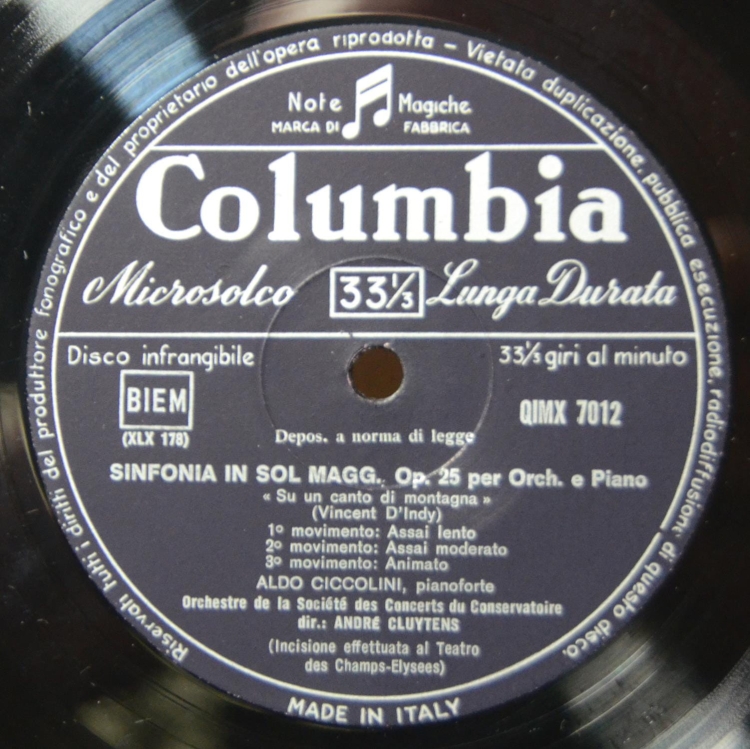 Riservati tutti i diritti del produttore fonografico e del proprietario dell'opera riprodotta – Vietata duplicazione, pubblica esecuzione, radiodiffusione di questo disco.
Note Magiche
MARCA DI FABBRICA
Columbia
Microsolco 33⅓ Lunga Durata
Disco infrangibile 33⅓ giri al minuto
BIEM QIMX 7012
(XLX 178)
Depos. a norma di legge
SINFONIA IN SOL MAGG. Op. 25 per Orch. e Piano
« Su un canto di montagna »
(Vincent D'Indy)
1º movimento: Assai lento
2º movimento: Assai moderato
3º movimento: Animato
ALDO CICCOLINI, pianoforte
Orchestre de la Société des Concerts du Conservatoire
dir.: ANDRÉ CLUYTENS
(Incisione effettuata al Teatro
des Champs-Elysees)
MADE IN ITALY